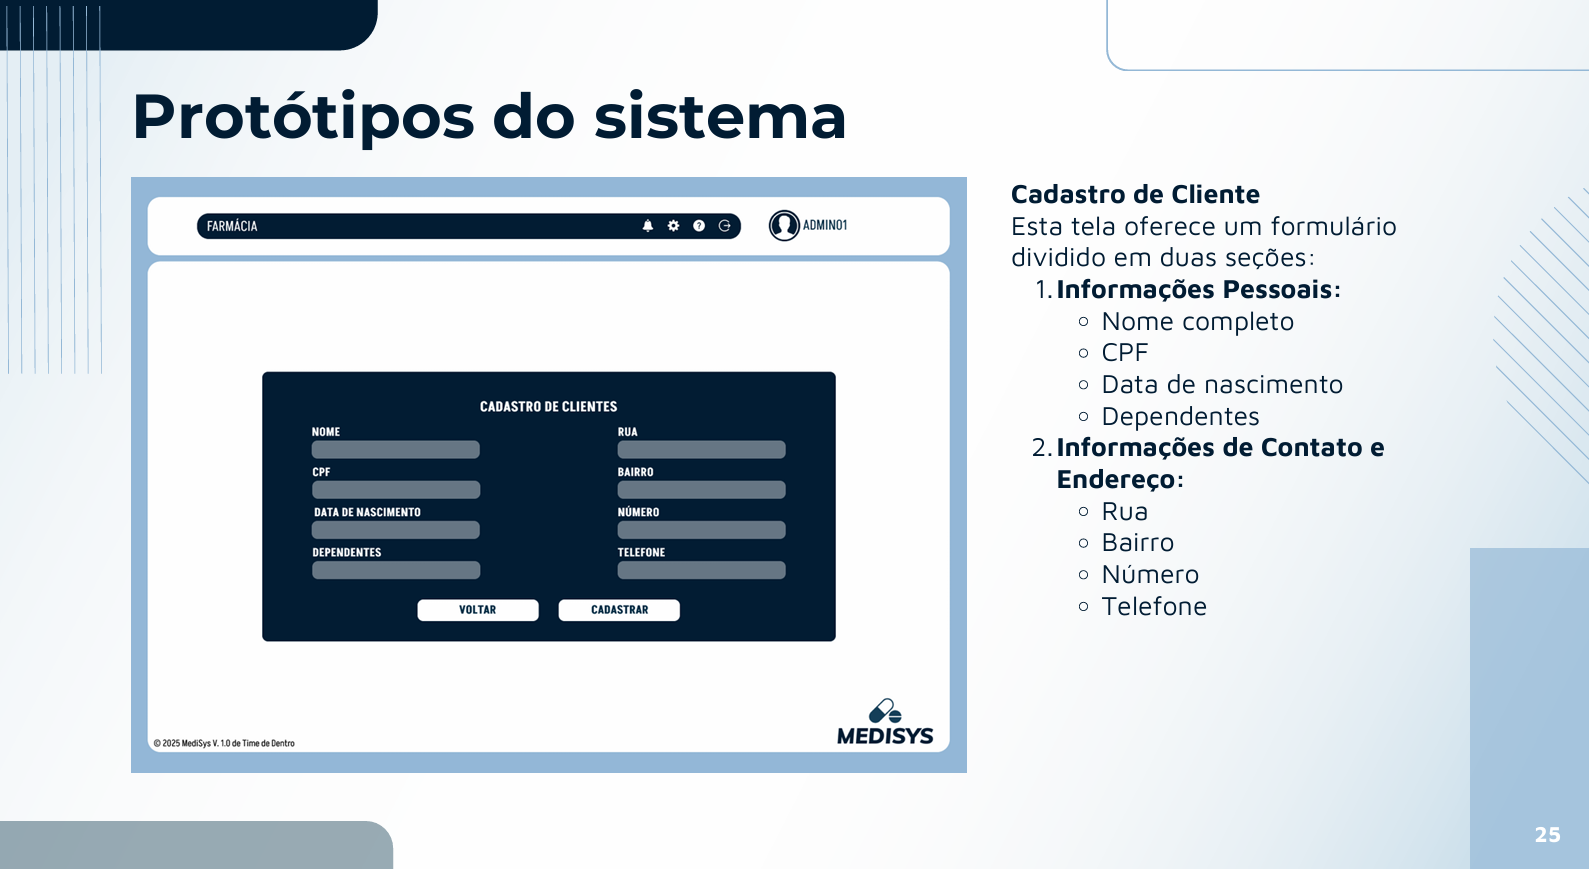 Protótipos do sistema
FARMÁCIA
ADMIN01
CADASTRO DE CLIENTES
NOME
RUA
CPF
BAIRRO
DATA DE NASCIMENTO
NÚMERO
DEPENDENTES
TELEFONE
VOLTAR
CADASTRAR
© 2025 MediSys V. 1.0 de Time de Dentro
MEDISYS
Cadastro de Cliente
Esta tela oferece um formulário
dividido em duas seções:
1. Informações Pessoais:
Nome completo
CPF
Data de nascimento
Dependentes
2. Informações de Contato e
Endereço:
Rua
Bairro
Número
Telefone
25